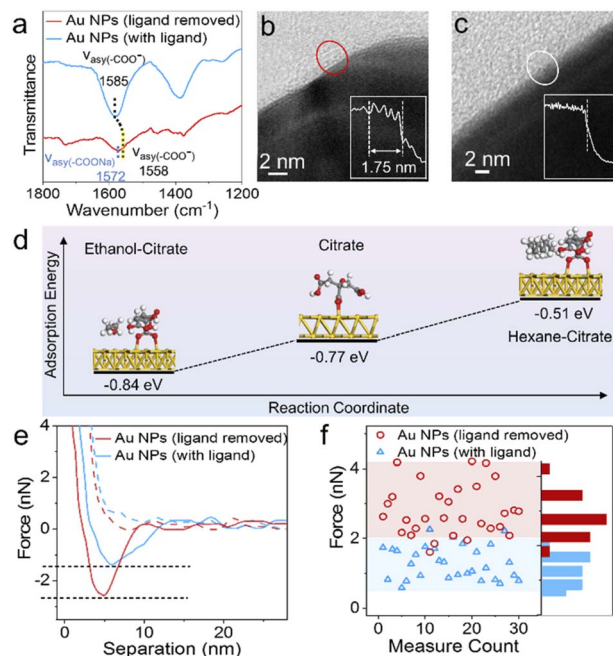 a
Au NPs (ligand removed)
Au NPs (with ligand)
Vasy(-COO⁻)
1585
Vasy(-COONa)
1572
Vasy(-COO⁻)
1558
Transmittance
1800 1600 1400 1200
Wavenumber (cm⁻¹)
b
1.75 nm
2 nm
c
2 nm
d
Ethanol-Citrate
Citrate
Hexane-Citrate
-0.84 eV
-0.77 eV
-0.51 eV
Adsorption Energy
Reaction Coordinate
e
Au NPs (ligand removed)
Au NPs (with ligand)
Force (nN)
4
2
0
-2
0 10 20
Separation (nm)
f
Au NPs (ligand removed)
Au NPs (with ligand)
Force (nN)
4
2
0
0 10 20 30
Measure Count